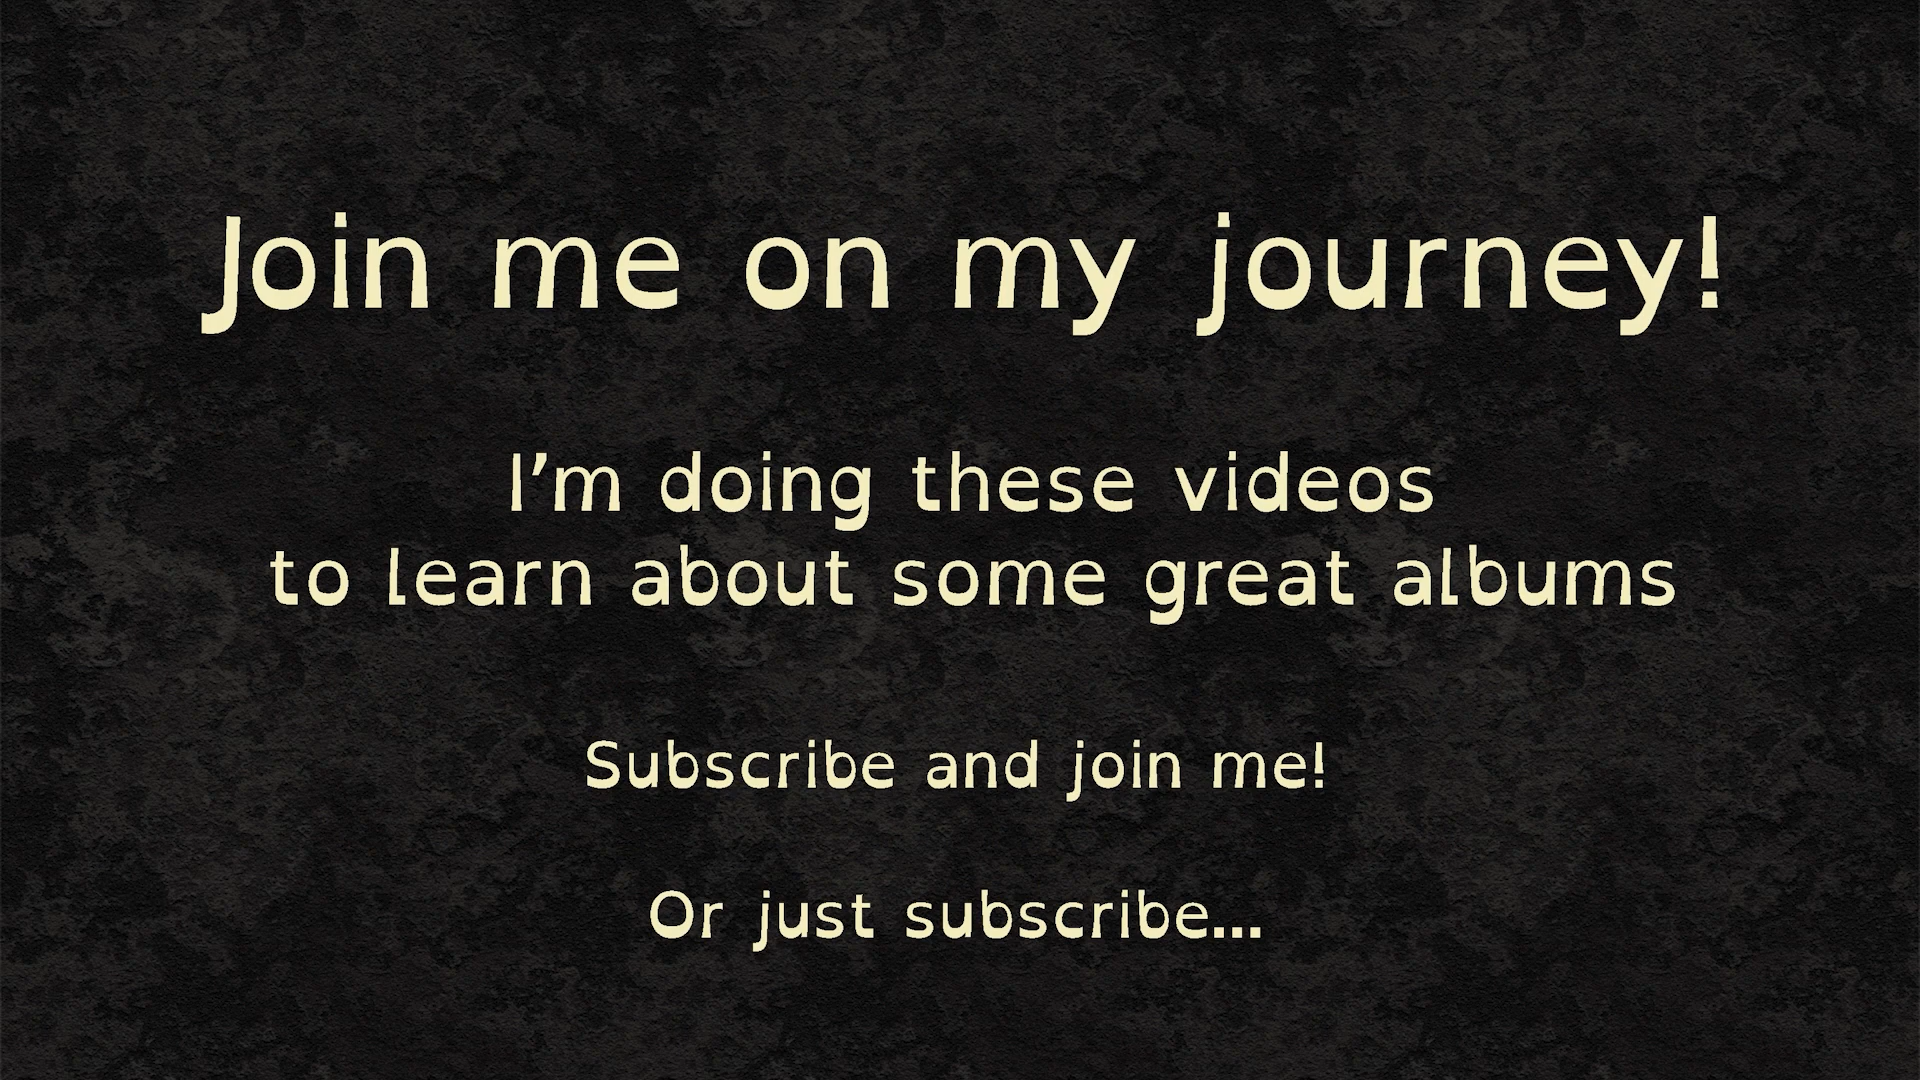 Join me on my journey!
I’m doing these videos
to learn about some great albums
Subscribe and join me!
Or just subscribe...